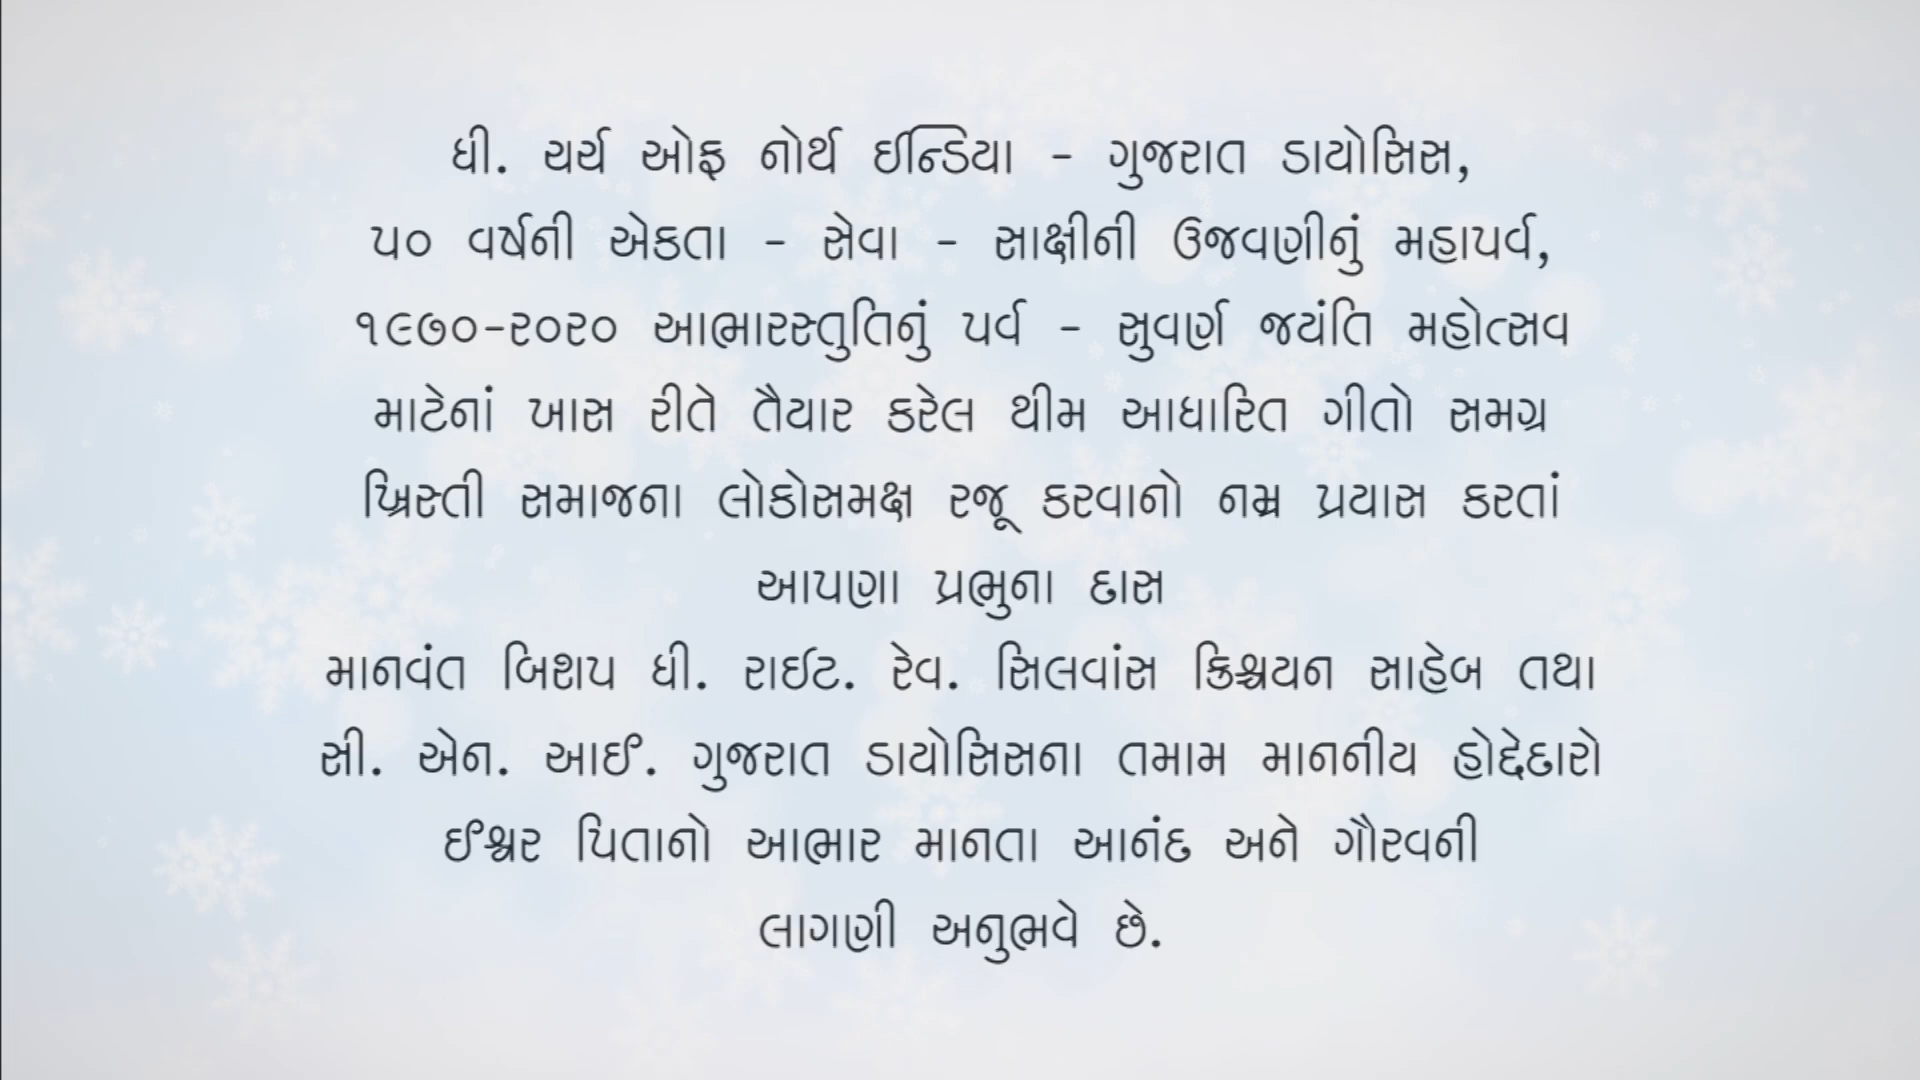 ધી. ચર્ચ ઓફ નોર્થ ઈન્ડિયા - ગુજરાત ડાયોસિસ,
૫૦ વર્ષની એકતા - સેવા - સાક્ષીની ઉજવણીનું મહાપર્વ,
૧૯૭૦-૨૦૨૦ આભારસ્તુતિનું પર્વ - સુવર્ણ જયંતિ મહોત્સવ
માટેનાં ખાસ રીતે તૈયાર કરેલ થીમ આધારિત ગીતો સમગ્ર
ખ્રિસ્તી સમાજના લોકોસમક્ષ રજૂ કરવાનો નમ્ર પ્રયાસ કરતાં
આપણા પ્રભુના દાસ
માનવંત બિશપ ધી. રાઈટ. રેવ. સિલવાંસ ક્રિશ્ચયન સાહેબ તથા
સી. એન. આઈ. ગુજરાત ડાયોસિસના તમામ માનનીય હોદ્દેદારો
ઈશ્વર પિતાનો આભાર માનતા આનંદ અને ગૌરવની
લાગણી અનુભવે છે.